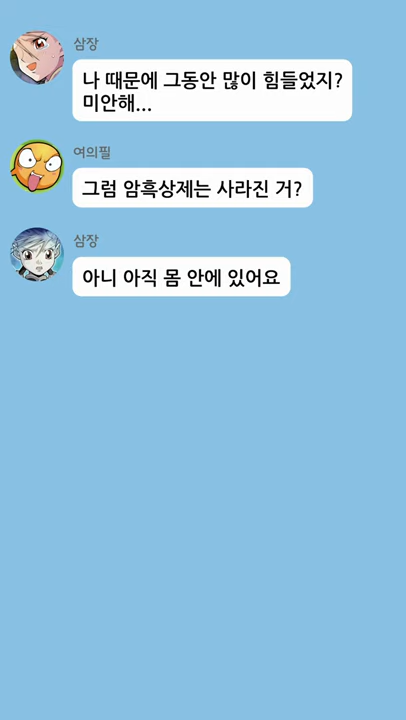 삼장
나 때문에 그동안 많이 힘들었지?
미안해...
여의필
그럼 암흑상제는 사라진 거?
삼장
아니 아직 몸 안에 있어요